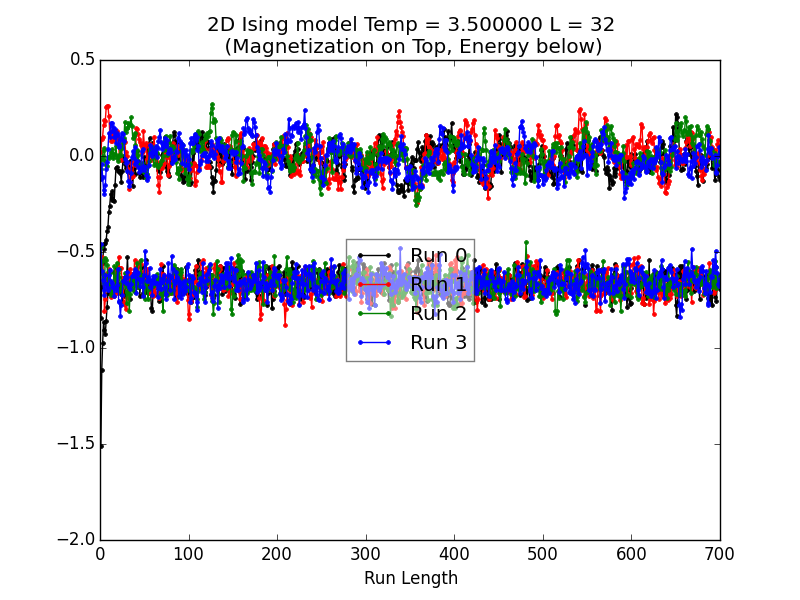 2D Ising model Temp = 3.500000 L = 32
(Magnetization on Top, Energy below)
0.5
0.0
−0.5
−1.0
−1.5
−2.0
Run 0
Run 1
Run 2
Run 3
0 100 200 300 400 500 600 700
Run Length